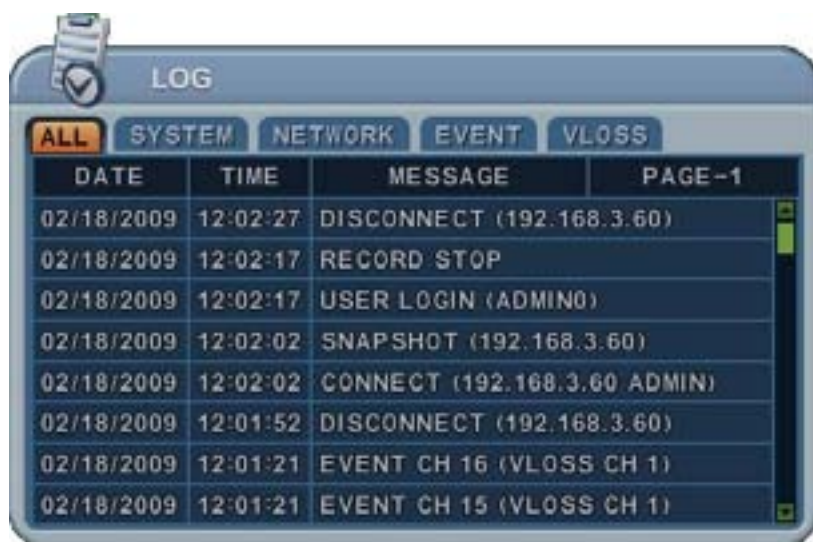 LOG
ALL SYSTEM NETWORK EVENT VLOSS
DATE TIME MESSAGE PAGE-1
02/18/2009 12:02:27 DISCONNECT (192.168.3.60)
02/18/2009 12:02:17 RECORD STOP
02/18/2009 12:02:17 USER LOGIN (ADMIN0)
02/18/2009 12:02:02 SNAPSHOT (192.168.3.60)
02/18/2009 12:02:02 CONNECT (192.168.3.60 ADMIN)
02/18/2009 12:01:52 DISCONNECT (192.168.3.60)
02/18/2009 12:01:21 EVENT CH 16 (VLOSS CH 1)
02/18/2009 12:01:21 EVENT CH 15 (VLOSS CH 1)